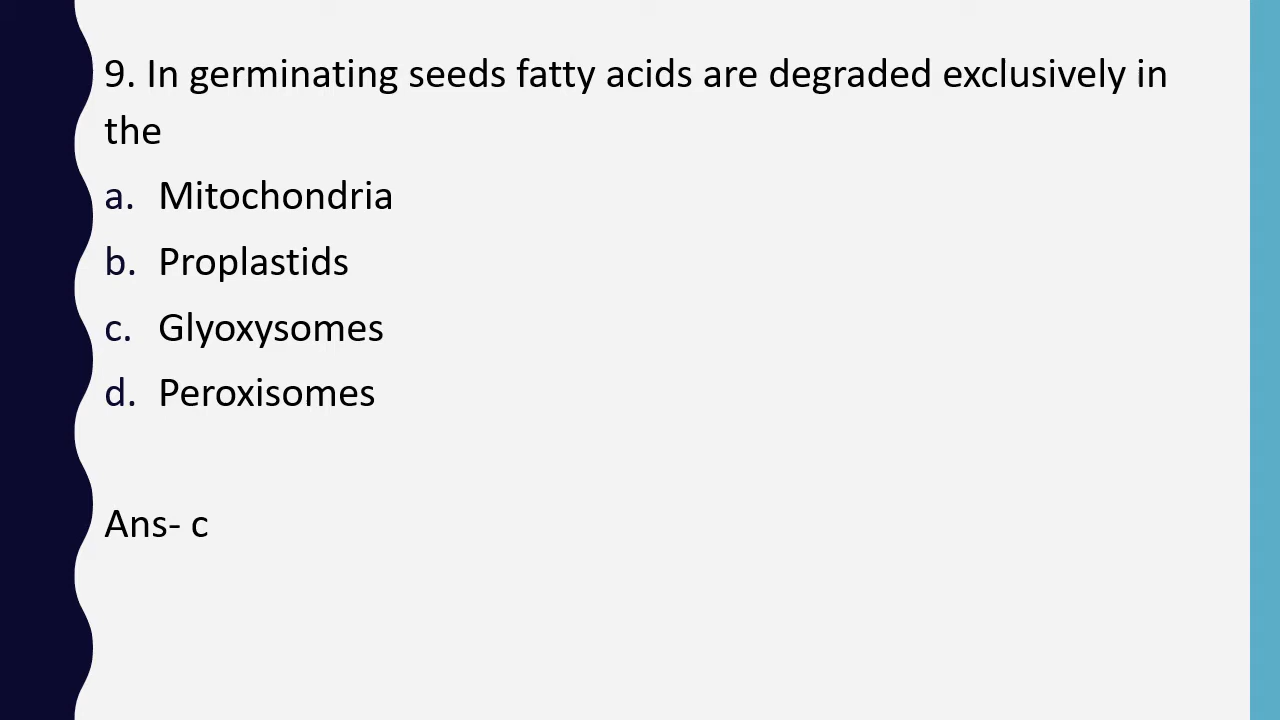 9. In germinating seeds fatty acids are degraded exclusively in
the
a. Mitochondria
b. Proplastids
c. Glyoxysomes
d. Peroxisomes
Ans- c